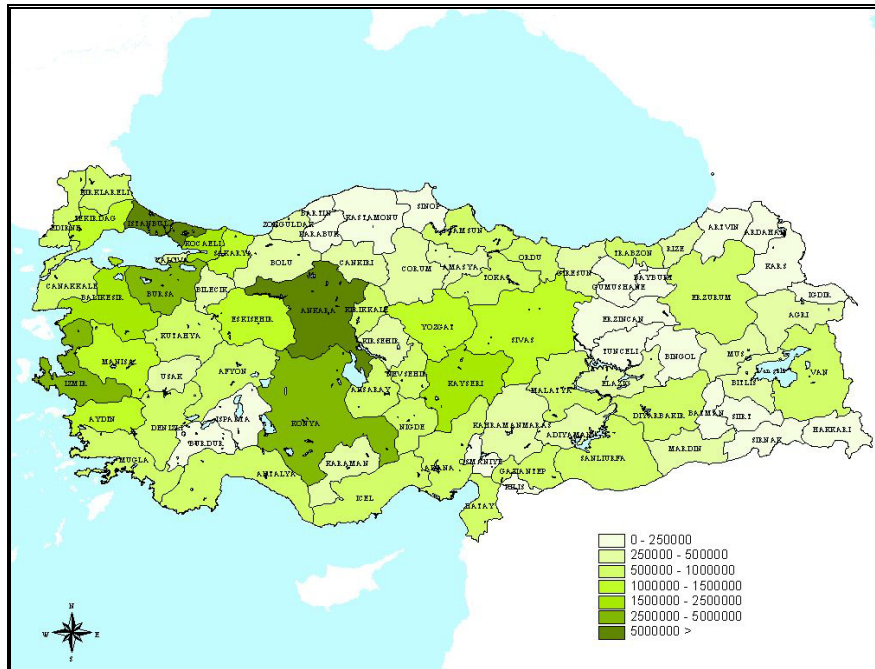 KIRKLARELI
TEKIRDAG
EDIRNE
ISTANBUL
KOCAELI
SAKARYA
YALOVA
CANAKKALE
BALIKESIR
BURSA
BILECIK
BOLU
ZONGULDAK
BARTIN
KARABUK
KASTAMONU
SINOP
CANKIRI
CORUM
SAMSUN
AMASYA
TOKAT
ORDU
GIRESUN
TRABZON
RIZE
ARTVIN
ARDAHAN
KARS
GUMUSHANE
BAYBURT
ERZURUM
IGDIR
AGRI
ERZINCAN
TUNCELI
BINGOL
MUS
BITLIS
Van gölü
VAN
ESKISEHIR
ANKARA
KIRIKKALE
KIRSEHIR
YOZGAT
SIVAS
KUTAHYA
MANISA
USAK
AFYON
IZMIR
AYDIN
DENIZLI
ISPARTA
BURDUR
MUGLA
ANTALYA
KONYA
AKSARAY
NEVSEHIR
KAYSERI
NIGDE
KARAMAN
ICEL
ADANA
KAHRAMANMARAS
MALATYA
ELAZIG
ADIYAMAN
DIYARBAKIR
BATMAN
SIIRT
SIRNAK
HAKKARI
MARDIN
SANLIURFA
GAZIANTEP
KILIS
OSMANIYE
HATAY
0 - 250000
250000 - 500000
500000 - 1000000
1000000 - 1500000
1500000 - 2500000
2500000 - 5000000
5000000 >
N
W E
S